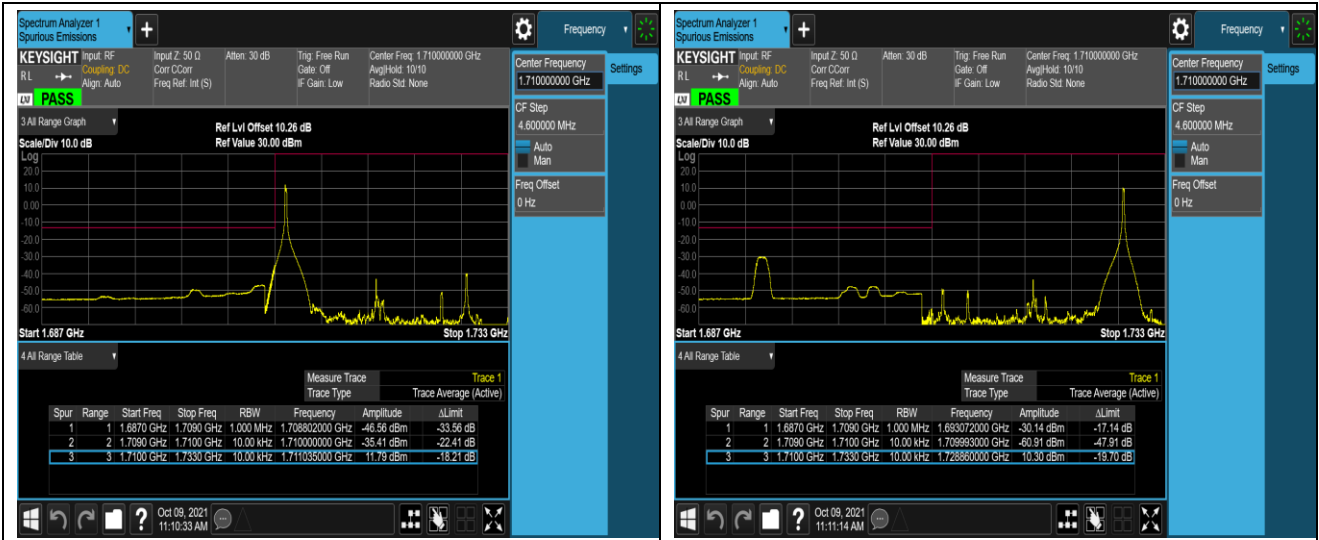 Spectrum Analyzer 1
Spurious Emissions
+
Frequency
KEYSIGHT
Input: RF
Input Z: 50 Ω
Atten: 30 dB
Trig: Free Run
Center Freq: 1.710000000 GHz
RL
Coupling: DC
Corr CCorr
Gate: Off
Avg|Hold: 10/10
Align: Auto
Freq Ref: Int (S)
IF Gain: Low
Radio Std: None
LXI
PASS
Center Frequency
1.710000000 GHz
Settings
CF Step
4.600000 MHz
Auto
Man
Freq Offset
0 Hz
3 All Range Graph
Ref Lvl Offset 10.26 dB
Scale/Div 10.0 dB
Ref Value 30.00 dBm
Log
20.0
10.0
0.00
-10.0
-20.0
-30.0
-40.0
-50.0
-60.0
Start 1.687 GHz
Stop 1.733 GHz
4 All Range Table
Measure Trace Trace 1
Trace Type Trace Average (Active)
Spur Range Start Freq Stop Freq RBW Frequency Amplitude ΔLimit
1 1 1.6870 GHz 1.7090 GHz 1.000 MHz 1.708802000 GHz -46.56 dBm -33.56 dB
2 2 1.7090 GHz 1.7100 GHz 10.00 kHz 1.710000000 GHz -35.41 dBm -22.41 dB
3 3 1.7100 GHz 1.7330 GHz 10.00 kHz 1.711035000 GHz 11.79 dBm -18.21 dB
?
Oct 09, 2021
11:10:33 AM
Spectrum Analyzer 1
Spurious Emissions
+
Frequency
KEYSIGHT
Input: RF
Input Z: 50 Ω
Atten: 30 dB
Trig: Free Run
Center Freq: 1.710000000 GHz
RL
Coupling: DC
Corr CCorr
Gate: Off
Avg|Hold: 10/10
Align: Auto
Freq Ref: Int (S)
IF Gain: Low
Radio Std: None
LXI
PASS
Center Frequency
1.710000000 GHz
Settings
CF Step
4.600000 MHz
Auto
Man
Freq Offset
0 Hz
3 All Range Graph
Ref Lvl Offset 10.26 dB
Scale/Div 10.0 dB
Ref Value 30.00 dBm
Log
20.0
10.0
0.00
-10.0
-20.0
-30.0
-40.0
-50.0
-60.0
Start 1.687 GHz
Stop 1.733 GHz
4 All Range Table
Measure Trace Trace 1
Trace Type Trace Average (Active)
Spur Range Start Freq Stop Freq RBW Frequency Amplitude ΔLimit
1 1 1.6870 GHz 1.7090 GHz 1.000 MHz 1.693072000 GHz -30.14 dBm -17.14 dB
2 2 1.7090 GHz 1.7100 GHz 10.00 kHz 1.709993000 GHz -60.91 dBm -47.91 dB
3 3 1.7100 GHz 1.7330 GHz 10.00 kHz 1.728860000 GHz 10.30 dBm -19.70 dB
?
Oct 09, 2021
11:11:14 AM